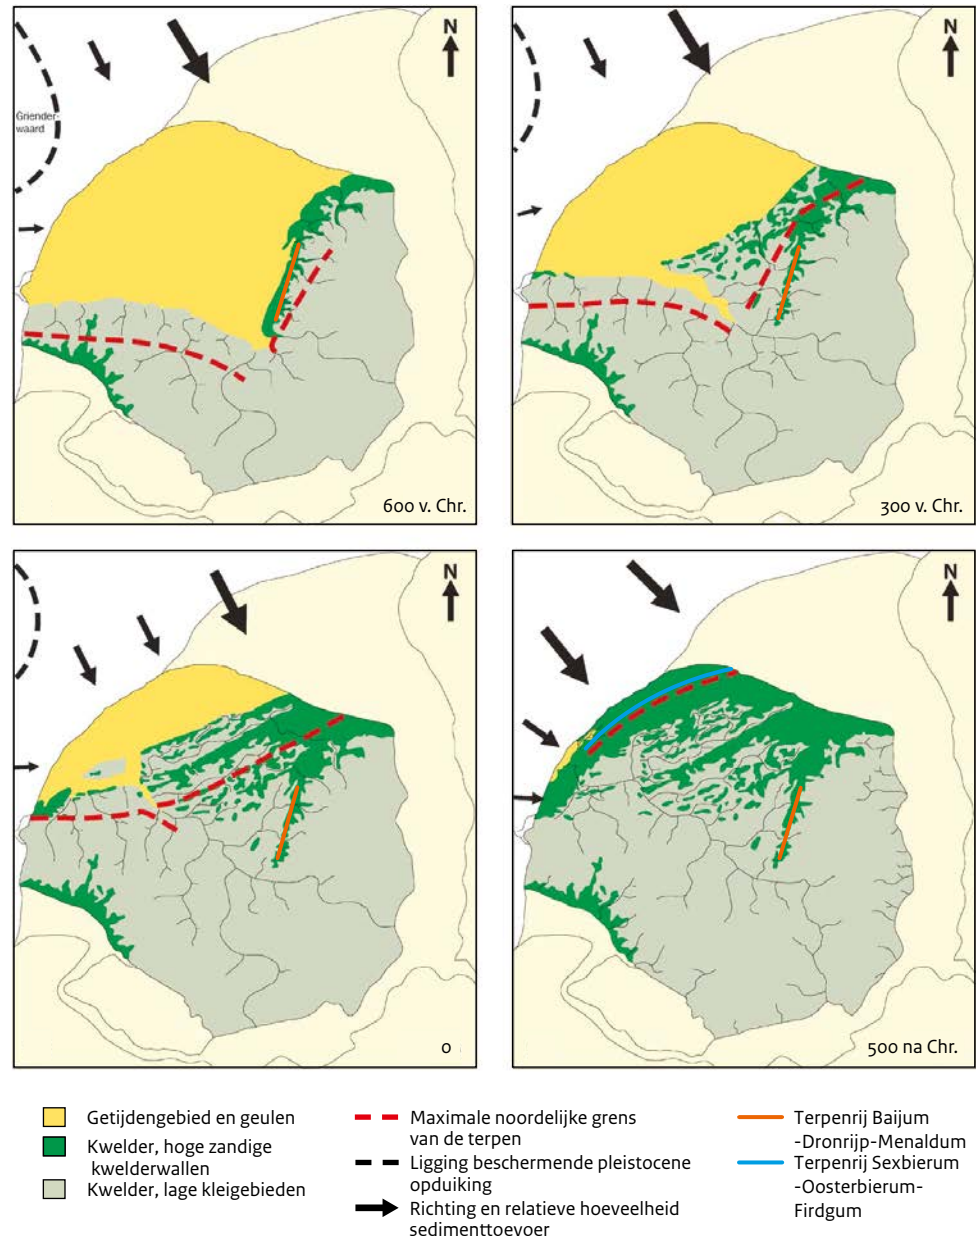 N
Griender-
waard
600 v. Chr.
N
300 v. Chr.
N
0
N
500 na Chr.
Getijdengebied en geulen
Kwelder, hoge zandige
kwelderwallen
Kwelder, lage kleigebieden
Maximale noordelijke grens
van de terpen
Ligging beschermende pleistocene
opduiking
Richting en relatieve hoeveelheid
sedimenttoevoer
Terpenrij Baijum
-Dronrijp-Menaldum
Terpenrij Sexbierum
-Oosterbierum-
Firdgum